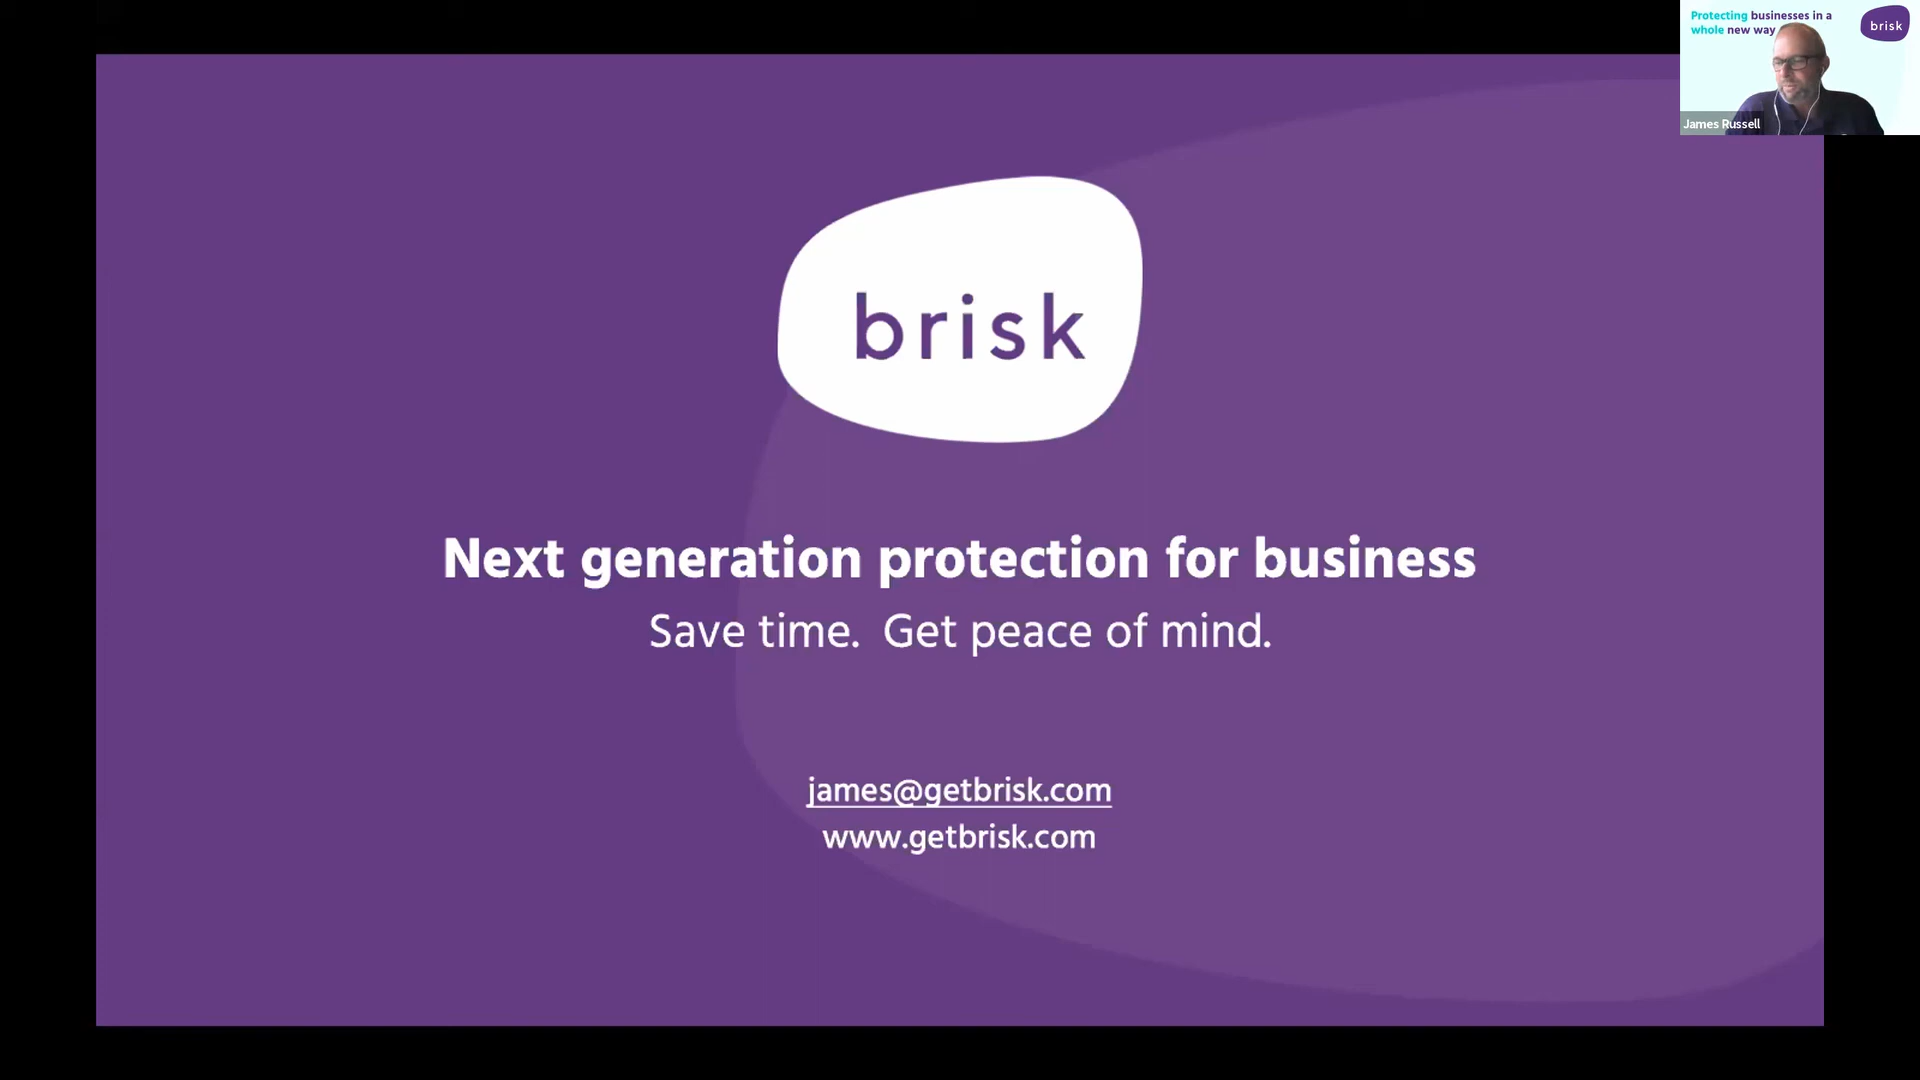 Protecting businesses in a
whole new way
brisk
James Russell
brisk
Next generation protection for business
Save time.  Get peace of mind.
james@getbrisk.com
www.getbrisk.com